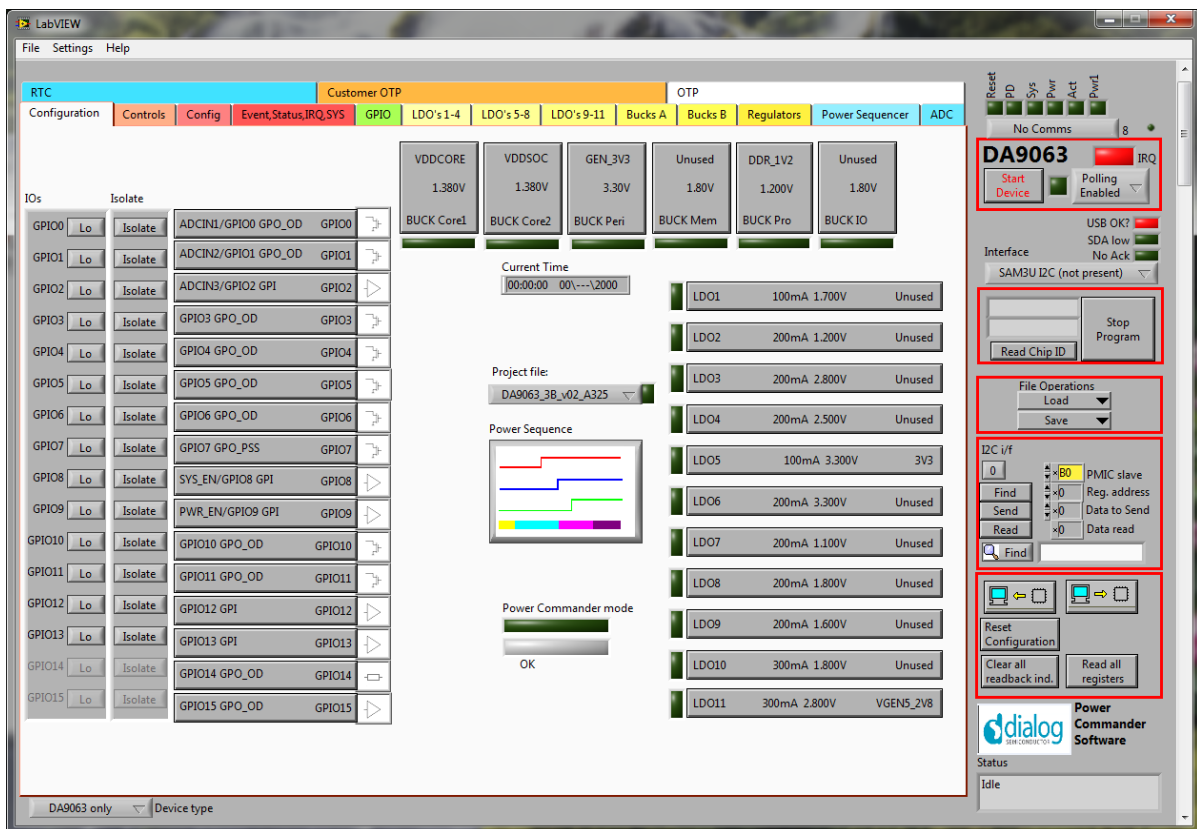 LabVIEW
File Settings Help
RTC
Customer OTP
OTP
Configuration
Controls
Config
Event,Status,IRQ,SYS
GPIO
LDO's 1-4
LDO's 5-8
LDO's 9-11
Bucks A
Bucks B
Regulators
Power Sequencer
ADC
VDDCORE
1.380V
BUCK Core1
VDDSOC
1.380V
BUCK Core2
GEN_3V3
3.30V
BUCK Peri
Unused
1.80V
BUCK Mem
DDR_1V2
1.200V
BUCK Pro
Unused
1.80V
BUCK IO
IOs Isolate
GPIO0 Lo Isolate ADCIN1/GPIO0 GPO_OD GPIO0
GPIO1 Lo Isolate ADCIN2/GPIO1 GPO_OD GPIO1
GPIO2 Lo Isolate ADCIN3/GPIO2 GPI GPIO2
GPIO3 Lo Isolate GPIO3 GPO_OD GPIO3
GPIO4 Lo Isolate GPIO4 GPO_OD GPIO4
GPIO5 Lo Isolate GPIO5 GPO_OD GPIO5
GPIO6 Lo Isolate GPIO6 GPO_OD GPIO6
GPIO7 Lo Isolate GPIO7 GPO_PSS GPIO7
GPIO8 Lo Isolate SYS_EN/GPIO8 GPI GPIO8
GPIO9 Lo Isolate PWR_EN/GPIO9 GPI GPIO9
GPIO10 Lo Isolate GPIO10 GPO_OD GPIO10
GPIO11 Lo Isolate GPIO11 GPO_OD GPIO11
GPIO12 Lo Isolate GPIO12 GPI GPIO12
GPIO13 Lo Isolate GPIO13 GPI GPIO13
GPIO14 Lo Isolate GPIO14 GPO_OD GPIO14
GPIO15 Lo Isolate GPIO15 GPO_OD GPIO15
Current Time
00:00:00 00\---\2000
Project file:
DA9063_3B_v02_A325
Power Sequence
Power Commander mode
OK
LDO1 100mA 1.700V Unused
LDO2 200mA 1.200V Unused
LDO3 200mA 2.800V Unused
LDO4 200mA 2.500V Unused
LDO5 100mA 3.300V 3V3
LDO6 200mA 3.300V Unused
LDO7 200mA 1.100V Unused
LDO8 200mA 1.800V Unused
LDO9 200mA 1.600V Unused
LDO10 300mA 1.800V Unused
LDO11 300mA 2.800V VGEN5_2V8
DA9063 only Device type
Reset PD Sys Pwr Act Pwr1
No Comms 8
DA9063 IRQ
Start Device
Polling Enabled
USB OK?
SDA low
Interface No Ack
SAM3U I2C (not present)
Stop Program
Read Chip ID
File Operations
Load
Save
I2C i/f
0 ×B0 PMIC slave
Find ×0 Reg. address
Send ×0 Data to Send
Read ×0 Data read
Find
Reset
Configuration
Clear all readback ind.
Read all registers
dialog
SEMICONDUCTOR
Power
Commander
Software
Status
Idle